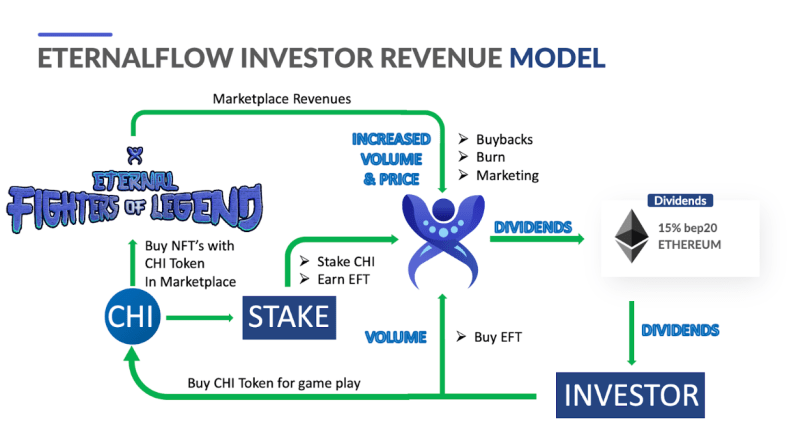 ETERNALFLOW INVESTOR REVENUE MODEL
Marketplace Revenues
INCREASED
VOLUME
& PRICE
➢ Buybacks
➢ Burn
➢ Marketing
ETERNAL
FIGHTERS OF LEGEND
Dividends
15% bep20
ETHEREUM
DIVIDENDS
Buy NFT's with
CHI Token
In Marketplace
➢ Stake CHI
➢ Earn EFT
CHI
STAKE
VOLUME
➢ Buy EFT
DIVIDENDS
Buy CHI Token for game play
INVESTOR